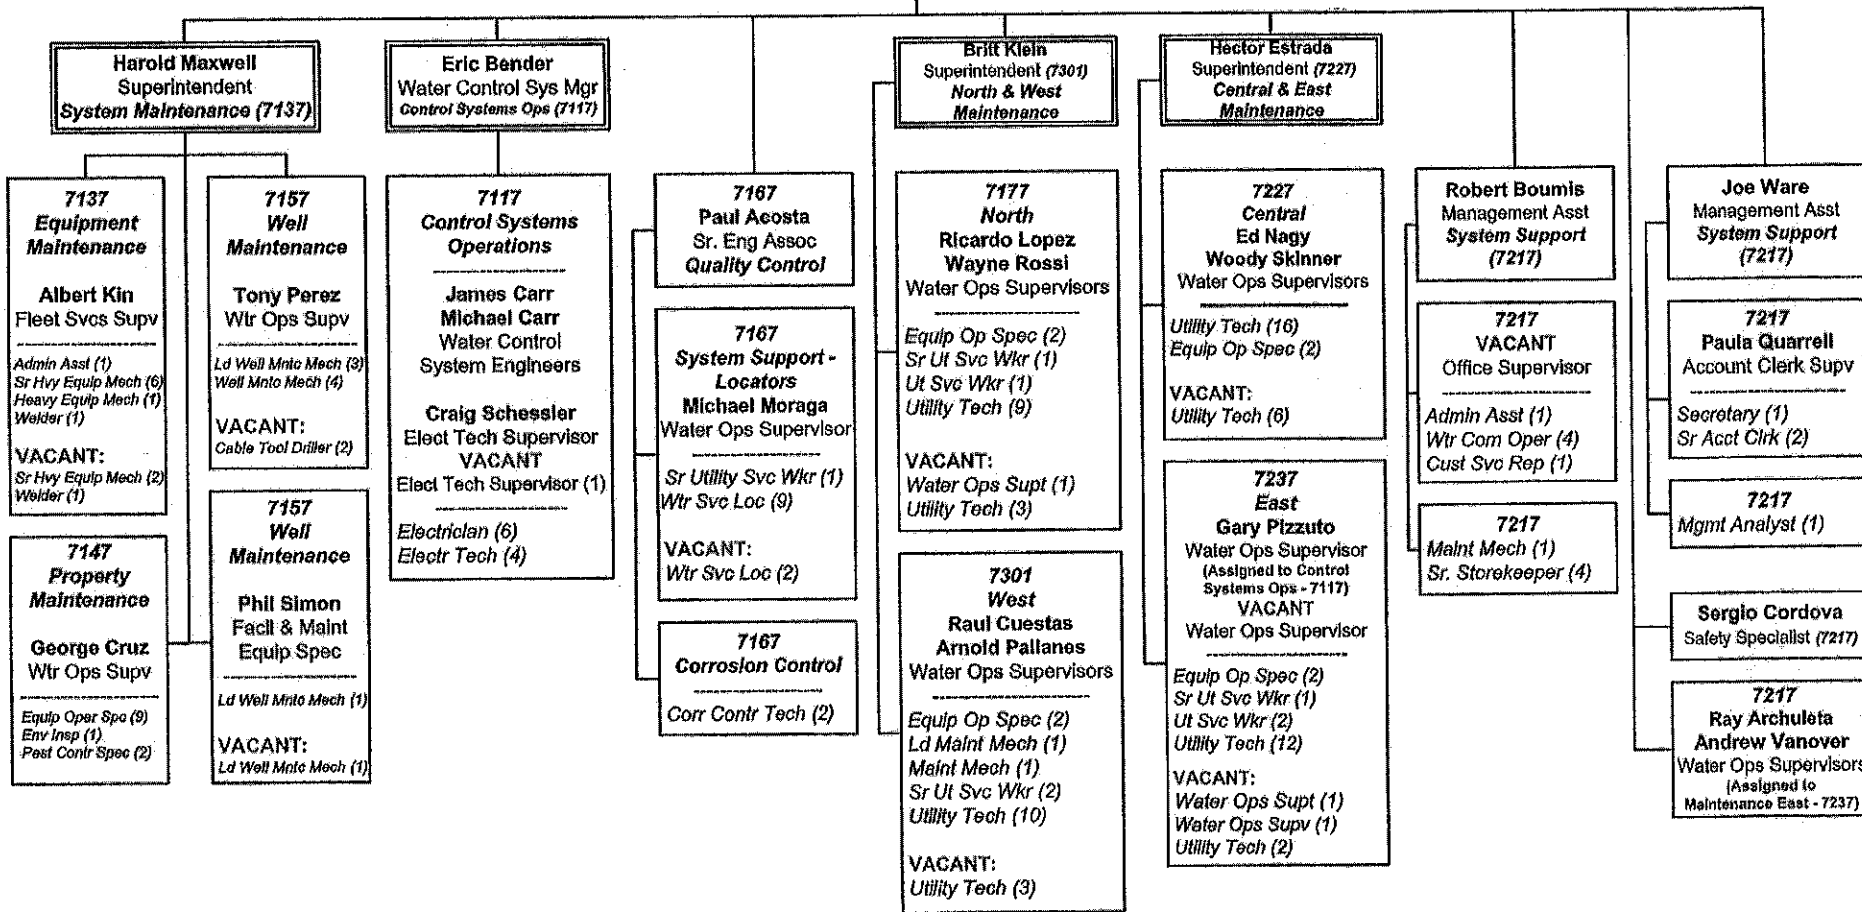 Harold Maxwell
Superintendent
System Maintenance (7137)
Eric Bender
Water Control Sys Mgr
Control Systems Ops (7117)
Britt Klein
Superintendent (7301)
North & West
Maintenance
Hector Estrada
Superintendent (7227)
Central & East
Maintenance
7137
Equipment
Maintenance
Albert Kin
Fleet Svcs Supv
Admin Asst (1)
Sr Hvy Equip Mech (6)
Heavy Equip Mech (1)
Welder (1)
VACANT:
Sr Hvy Equip Mech (2)
Welder (1)
7147
Property
Maintenance
George Cruz
Wtr Ops Supv
Equip Oper Spc (9)
Env Insp (1)
Pest Contr Spec (2)
7157
Well
Maintenance
Tony Perez
Wtr Ops Supv
Ld Well Mntc Mech (3)
Well Mntc Mech (4)
VACANT:
Cable Tool Driller (2)
7157
Well
Maintenance
Phil Simon
Facil & Maint
Equip Spec
Ld Well Mntc Mech (1)
VACANT:
Ld Well Mntc Mech (1)
7117
Control Systems
Operations
James Carr
Michael Carr
Water Control
System Engineers
Craig Schessler
Elect Tech Supervisor
VACANT
Elect Tech Supervisor (1)
Electrician (6)
Electr Tech (4)
7167
Paul Acosta
Sr. Eng Assoc
Quality Control
7167
System Support -
Locators
Michael Moraga
Water Ops Supervisor
Sr Utility Svc Wkr (1)
Wtr Svc Loc (9)
VACANT:
Wtr Svc Loc (2)
7167
Corrosion Control
Corr Contr Tech (2)
7177
North
Ricardo Lopez
Wayne Rossi
Water Ops Supervisors
Equip Op Spec (2)
Sr Ut Svc Wkr (1)
Ut Svc Wkr (1)
Utility Tech (9)
VACANT:
Water Ops Supt (1)
Utility Tech (3)
7301
West
Raul Cuestas
Arnold Pallanes
Water Ops Supervisors
Equip Op Spec (2)
Ld Maint Mech (1)
Maint Mech (1)
Sr Ut Svc Wkr (2)
Utility Tech (10)
VACANT:
Utility Tech (3)
7227
Central
Ed Nagy
Woody Skinner
Water Ops Supervisors
Utility Tech (16)
Equip Op Spec (2)
VACANT:
Utility Tech (6)
7237
East
Gary Pizzuto
Water Ops Supervisor
(Assigned to Control
Systems Ops - 7117)
VACANT
Water Ops Supervisor
Equip Op Spec (2)
Sr Ut Svc Wkr (1)
Ut Svc Wkr (2)
Utility Tech (12)
VACANT:
Water Ops Supt (1)
Water Ops Supv (1)
Utility Tech (2)
Robert Boumis
Management Asst
System Support
(7217)
7217
VACANT
Office Supervisor
Admin Asst (1)
Wtr Com Oper (4)
Cust Svc Rep (1)
7217
Maint Mech (1)
Sr. Storekeeper (4)
Joe Ware
Management Asst
System Support
(7217)
7217
Paula Quarrell
Account Clerk Supv
Secretary (1)
Sr Acct Clrk (2)
7217
Mgmt Analyst (1)
Sergio Cordova
Safety Specialist (7217)
7217
Ray Archuleta
Andrew Vanover
Water Ops Supervisors
(Assigned to
Maintenance East - 7237)